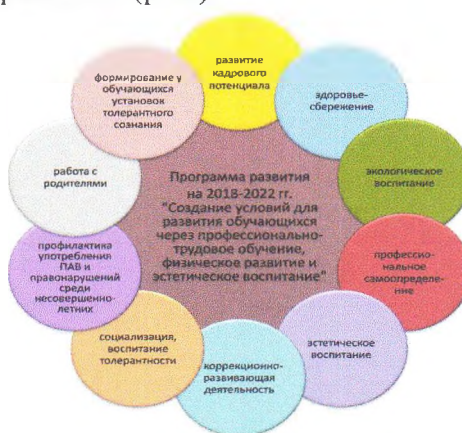 развитие
кадрового
потенциала
здоровье-
сбережение
экологическое
воспитание
профессио-
нальное
самоопределе-
ние
эстетическое
воспитание
коррекционно-
развивающая
деятельность
социализация,
воспитание
толерантности
профилактика
употребления
ПАВ и
правонарушений
среди
несовершенно-
летних
работа с
родителями
формирование у
обучающихся
установок
толерантного
сознания
Программа развития
на 2018-2022 гг.
"Создание условий для
развития обучающихся
через профессионально-
трудовое обучение,
физическое развитие и
эстетическое воспитание"